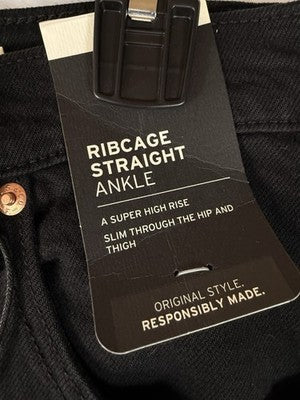 RIBCAGE
STRAIGHT
ANKLE
A SUPER HIGH RISE
SLIM THROUGH THE HIP AND
THIGH
ORIGINAL STYLE.
RESPONSIBLY MADE.